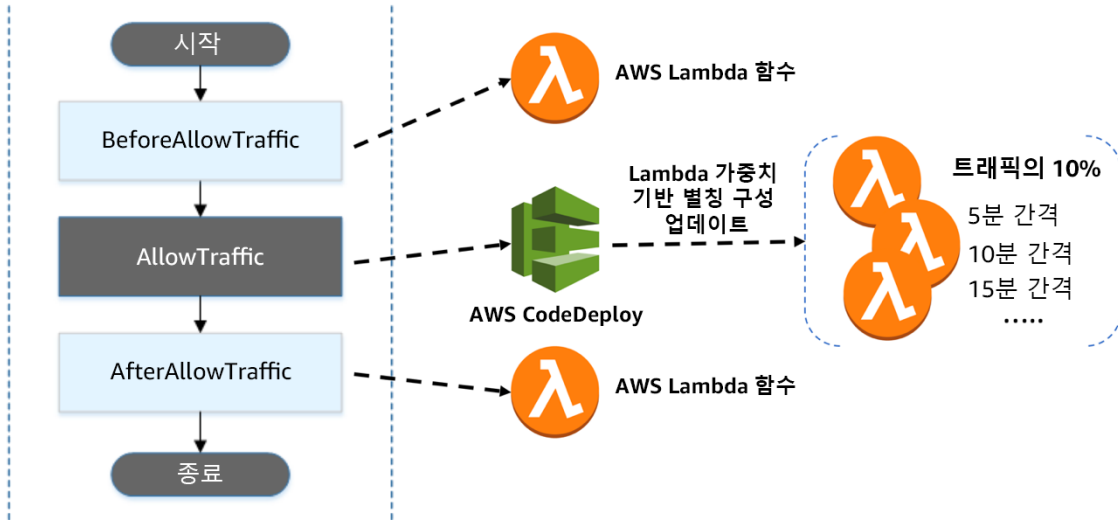 시작
BeforeAllowTraffic
AllowTraffic
AfterAllowTraffic
종료
AWS Lambda 함수
Lambda 가중치
기반 별칭 구성
업데이트
AWS CodeDeploy
AWS Lambda 함수
트래픽의 10%
5분 간격
10분 간격
15분 간격
.....